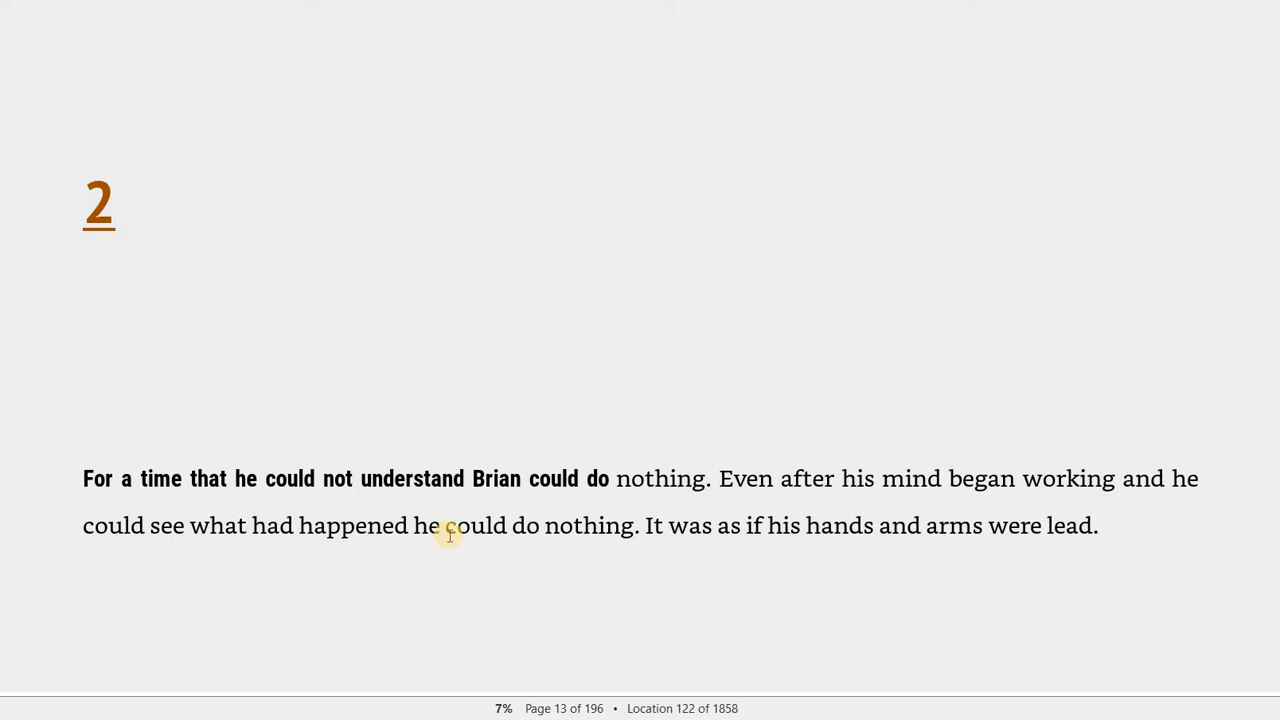 2
For a time that he could not understand Brian could do nothing. Even after his mind began working and he
could see what had happened he could do nothing. It was as if his hands and arms were lead.
7% Page 13 of 196 • Location 122 of 1858